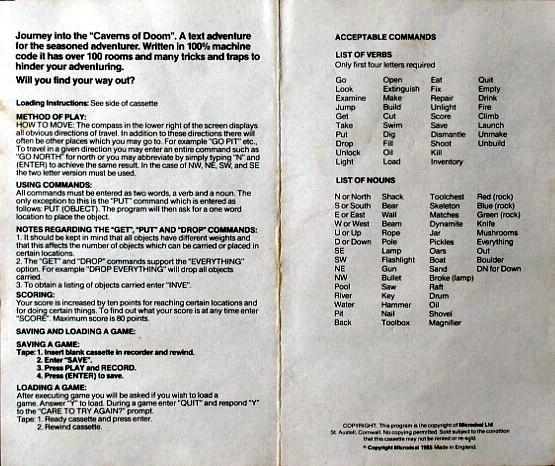 Journey into the "Caverns of Doom". A text adventure
for the seasoned adventurer. Written in 100% machine
code it has over 100 rooms and many tricks and traps to
hinder your adventuring.
Will you find your way out?
Loading Instructions: See side of cassette
METHOD OF PLAY:
HOW TO MOVE: The compass in the lower right of the screen displays
all obvious directions of travel. In addition to these directions there will
often be other places which you may go to. For example "GO PIT" etc.,
To travel in a given direction you may enter an entire command such as
"GO NORTH" for north or you may abbreviate by simply typing "N" and
(ENTER) to achieve the same result. In the case of NW, NE, SW, and SE
the two letter version must be used.
USING COMMANDS:
All commands must be entered as two words, a verb and a noun. The
only exception to this is the "PUT" command which is entered as
follows: PUT (OBJECT). The program will then ask for a one word
location to place the object.
NOTES REGARDING THE "GET", "PUT" AND "DROP" COMMANDS:
1. It should be kept in mind that all objects have different weights and
that this affects the number of objects which can be carried or placed in
certain locations.
2. The "GET" and "DROP" commands support the "EVERYTHING"
option. For example "DROP EVERYTHING" will drop all objects
carried.
3. To obtain a listing of objects carried enter "INVE".
SCORING:
Your score is increased by ten points for reaching certain locations and
for doing certain things. To find out what your score is at any time enter
"SCORE". Maximum score is 80 points.
SAVING AND LOADING A GAME:
SAVING A GAME:
Tape: 1. Insert blank cassette in recorder and rewind.
2. Enter "SAVE".
3. Press PLAY and RECORD.
4. Press (ENTER) to save.
LOADING A GAME:
After executing game you will be asked if you wish to load a
game. Answer "Y" to load. During a game enter "QUIT" and respond "Y"
to the "CARE TO TRY AGAIN?" prompt.
Tape: 1. Ready cassette and press enter.
2. Rewind cassette.
ACCEPTABLE COMMANDS
LIST OF VERBS
Only first four letters required
Go Open Eat Quit
Look Extinguish Fix Empty
Examine Make Repair Drink
Jump Build Unlight Fire
Get Cut Score Climb
Take Swim Save Launch
Put Dig Dismantle Unmake
Drop Fill Shoot Unbuild
Unlock Oil Kill
Light Load Inventory
LIST OF NOUNS
N or North Shack Toolchest Red (rock)
S or South Bear Skeleton Blue (rock)
E or East Wall Matches Green (rock)
W or West Beam Dynamite Knife
U or Up Rope Jar Mushrooms
D or Down Pole Pickles Everything
SE Lamp Oars Out
SW Flashlight Boat Boulder
NE Gun Sand DN for Down
NW Bullet Broke (lamp)
Pool Saw Raft
River Key Drum
Water Hammer Oil
Pit Nail Shovel
Back Toolbox Magnifier
COPYRIGHT. This program is the copyright of Microdeal Ltd
St. Austell, Cornwall. No copying permitted. Sold subject to the condition
that this cassette may not be rented or re-sold.
© Copyright Microdeal 1985 Made in England.